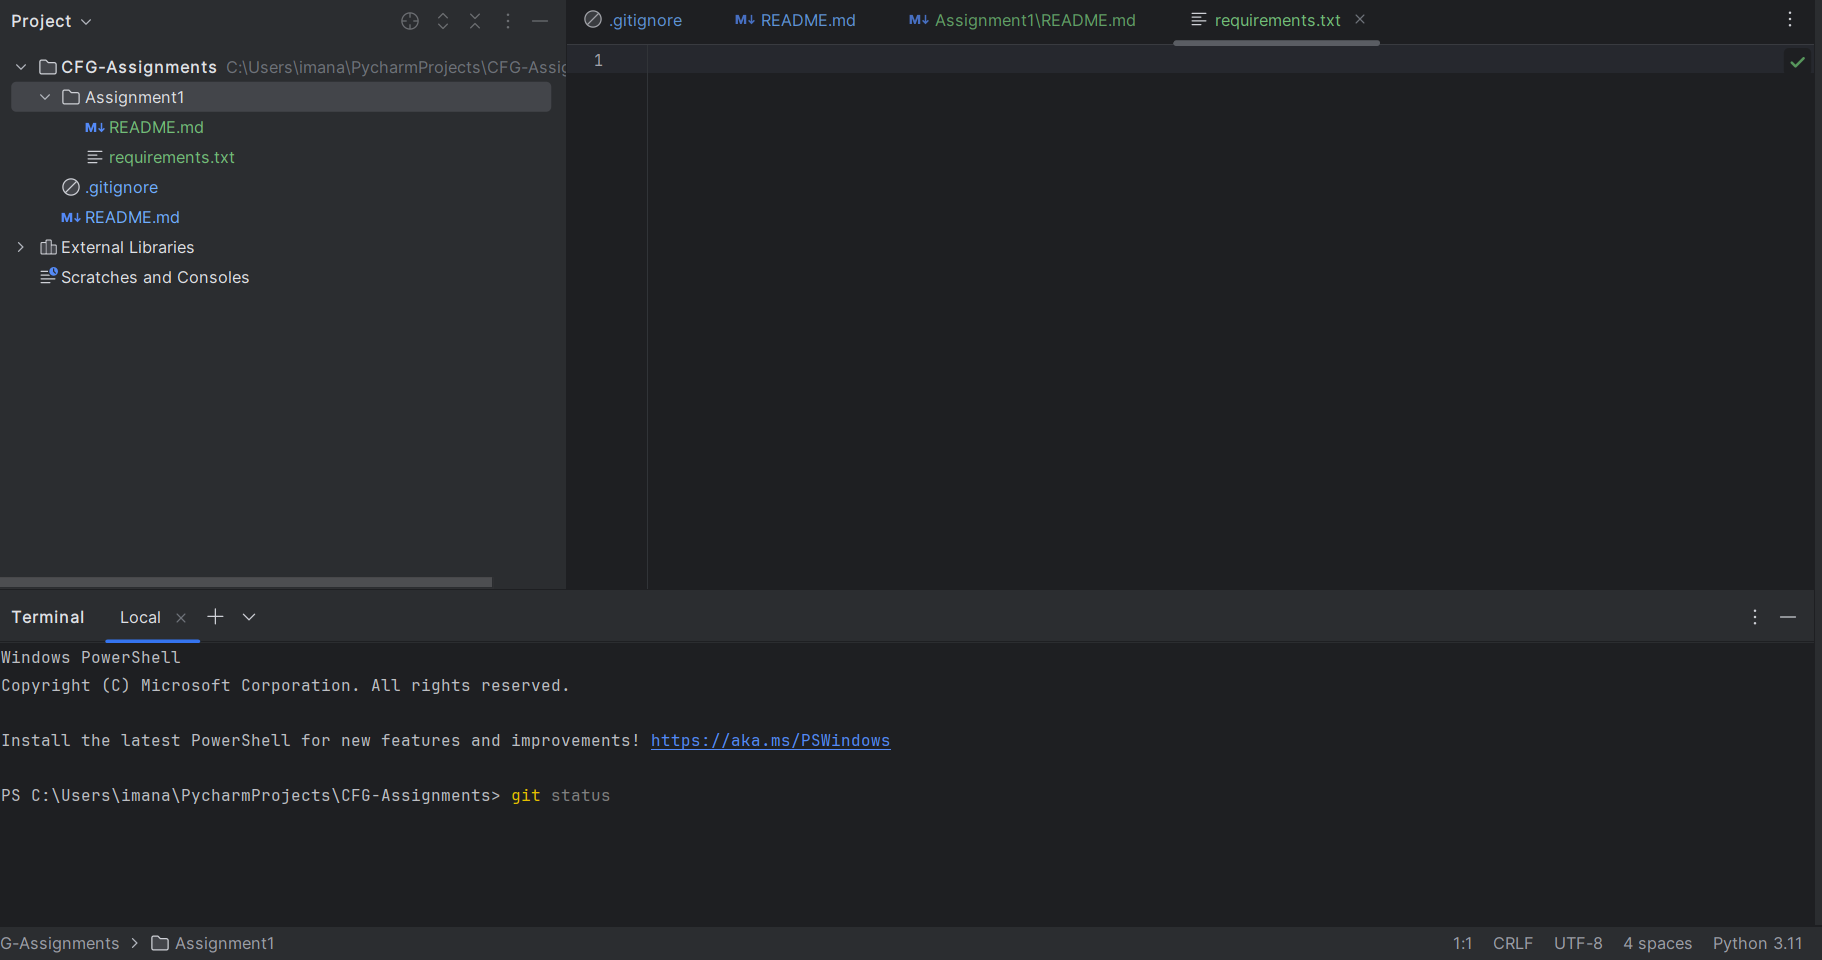 Project
.gitignore README.md Assignment1\README.md requirements.txt
CFG-Assignments C:\Users\imana\PycharmProjects\CFG-Assig
1
Assignment1
README.md
requirements.txt
.gitignore
README.md
External Libraries
Scratches and Consoles
Terminal Local
Windows PowerShell
Copyright (C) Microsoft Corporation. All rights reserved.
Install the latest PowerShell for new features and improvements! https://aka.ms/PSWindows
PS C:\Users\imana\PycharmProjects\CFG-Assignments> git status
G-Assignments > Assignment1 1:1 CRLF UTF-8 4 spaces Python 3.11